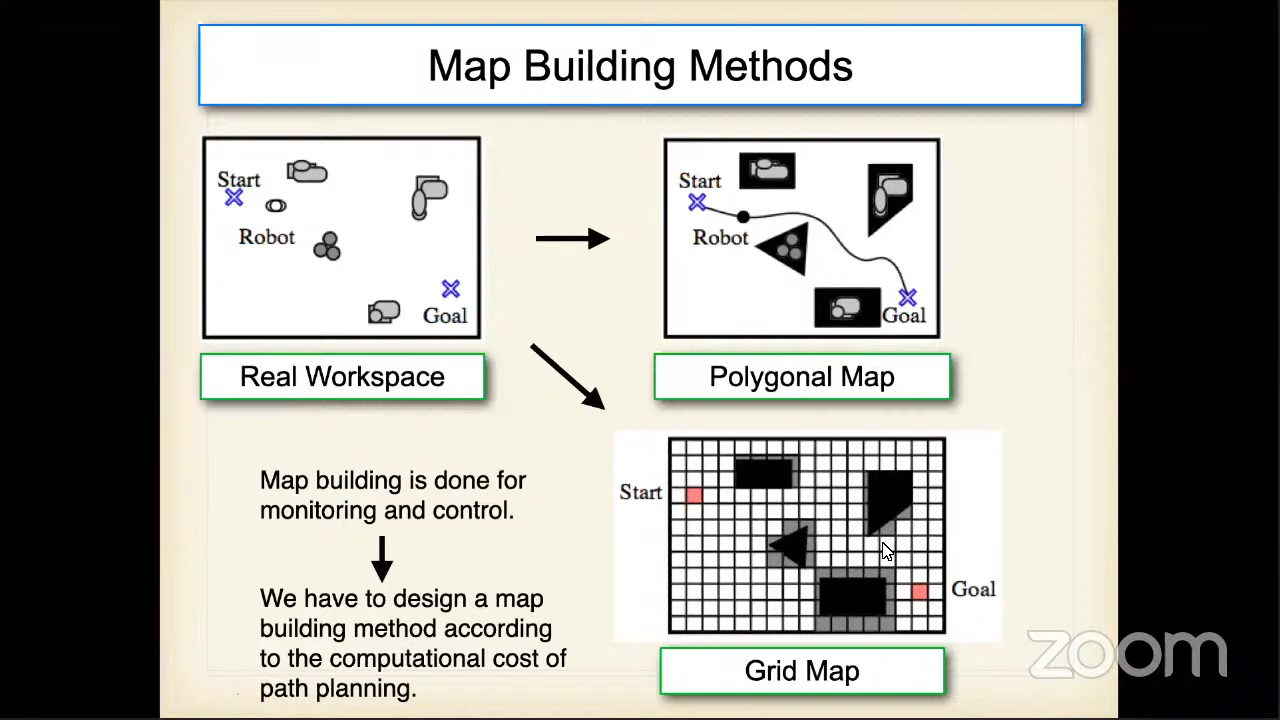 Map Building Methods
Start
Robot
Goal
Real Workspace
Start
Robot
Goal
Polygonal Map
Map building is done for
monitoring and control.
We have to design a map
building method according
to the computational cost of
path planning.
Start
Goal
Grid Map
zoom